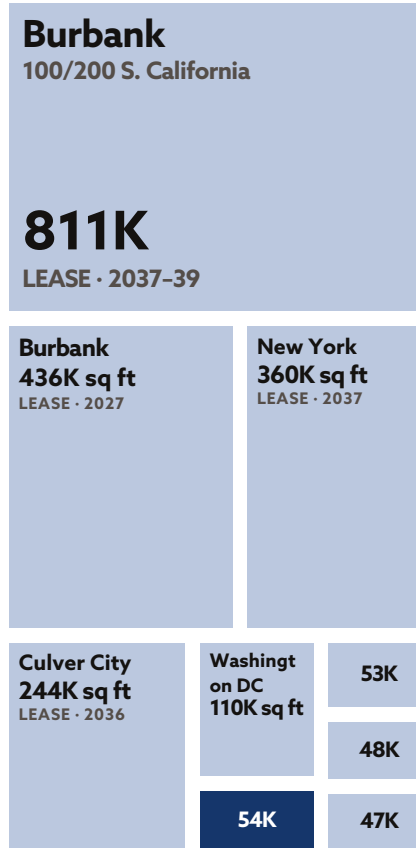 Burbank
100/200 S. California
811K
LEASE · 2037–39
Burbank
436K sq ft
LEASE · 2027
New York
360K sq ft
LEASE · 2037
Culver City
244K sq ft
LEASE · 2036
Washingt
on DC
110K sq ft
54K
53K
48K
47K